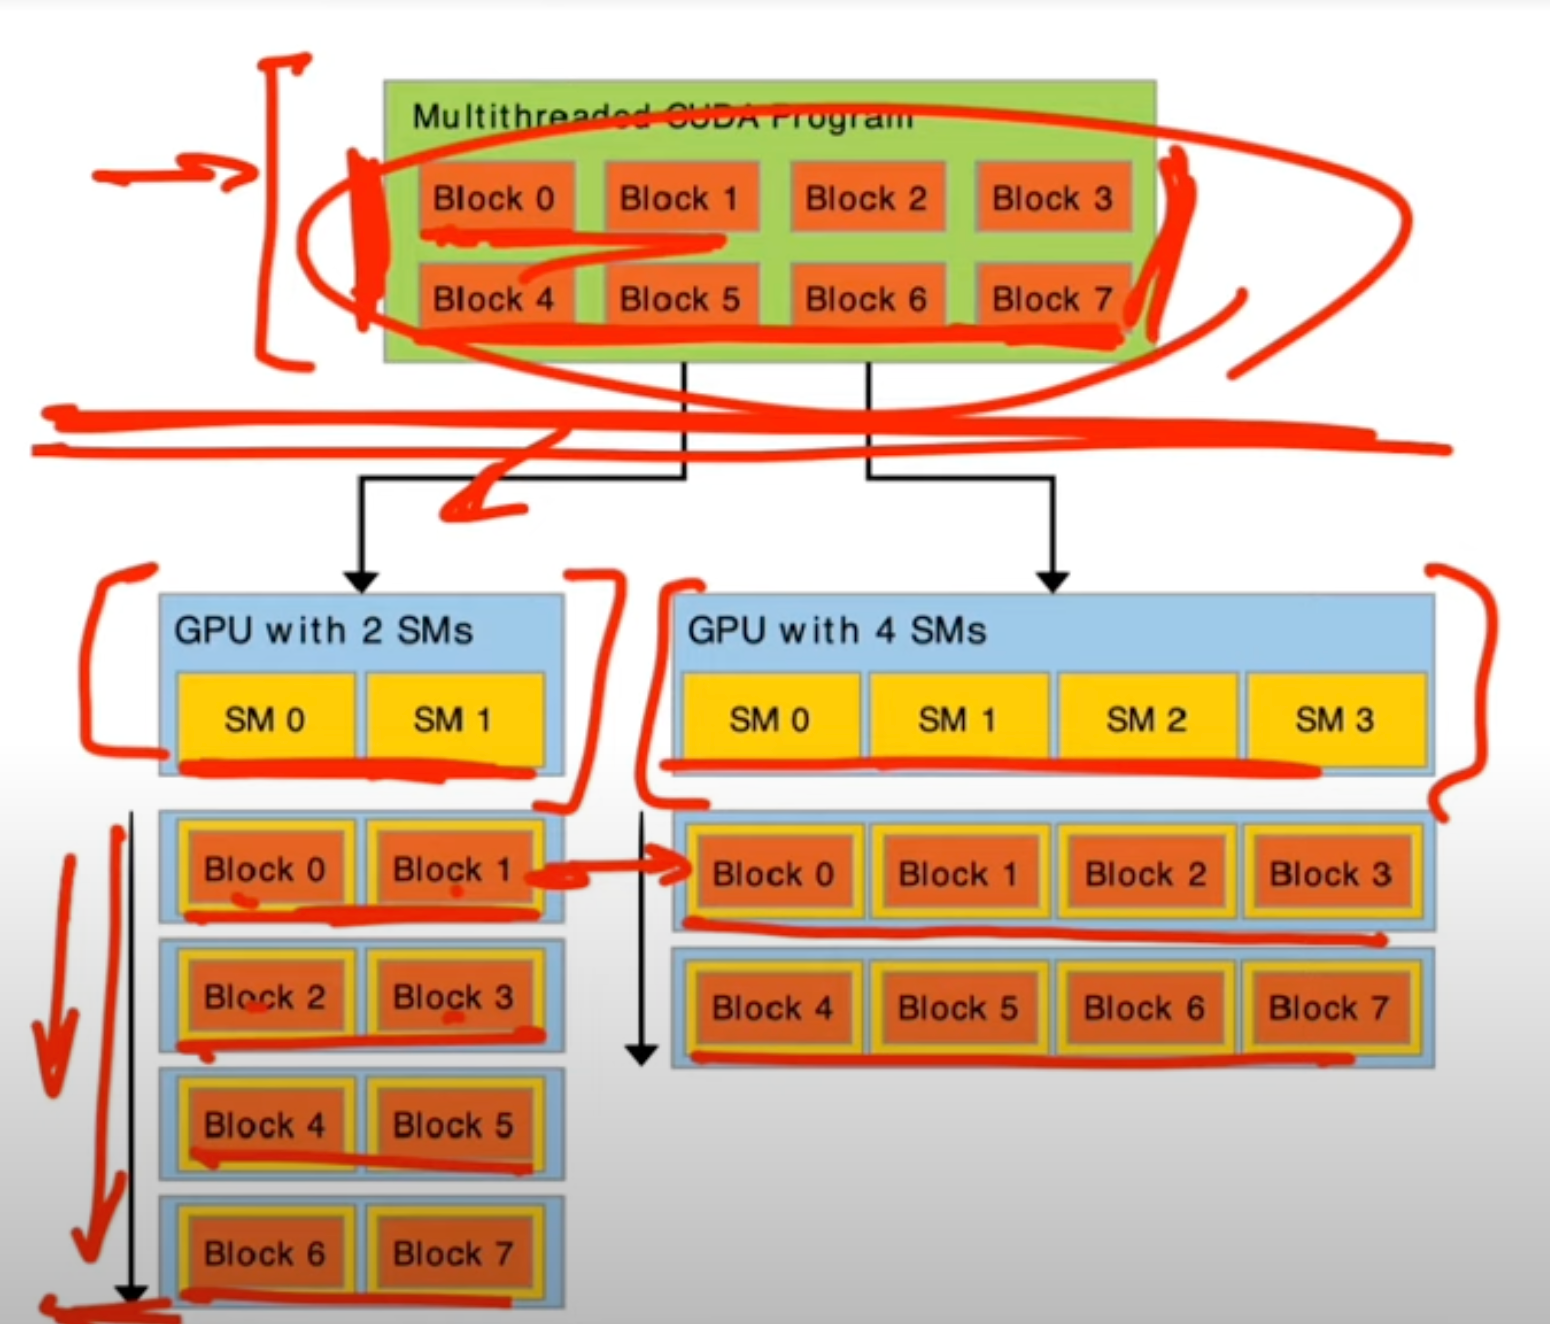 Multithreaded CUDA Program
Block 0 Block 1 Block 2 Block 3
Block 4 Block 5 Block 6 Block 7
GPU with 2 SMs
SM 0 SM 1
Block 0 Block 1
Block 2 Block 3
Block 4 Block 5
Block 6 Block 7
GPU with 4 SMs
SM 0 SM 1 SM 2 SM 3
Block 0 Block 1 Block 2 Block 3
Block 4 Block 5 Block 6 Block 7